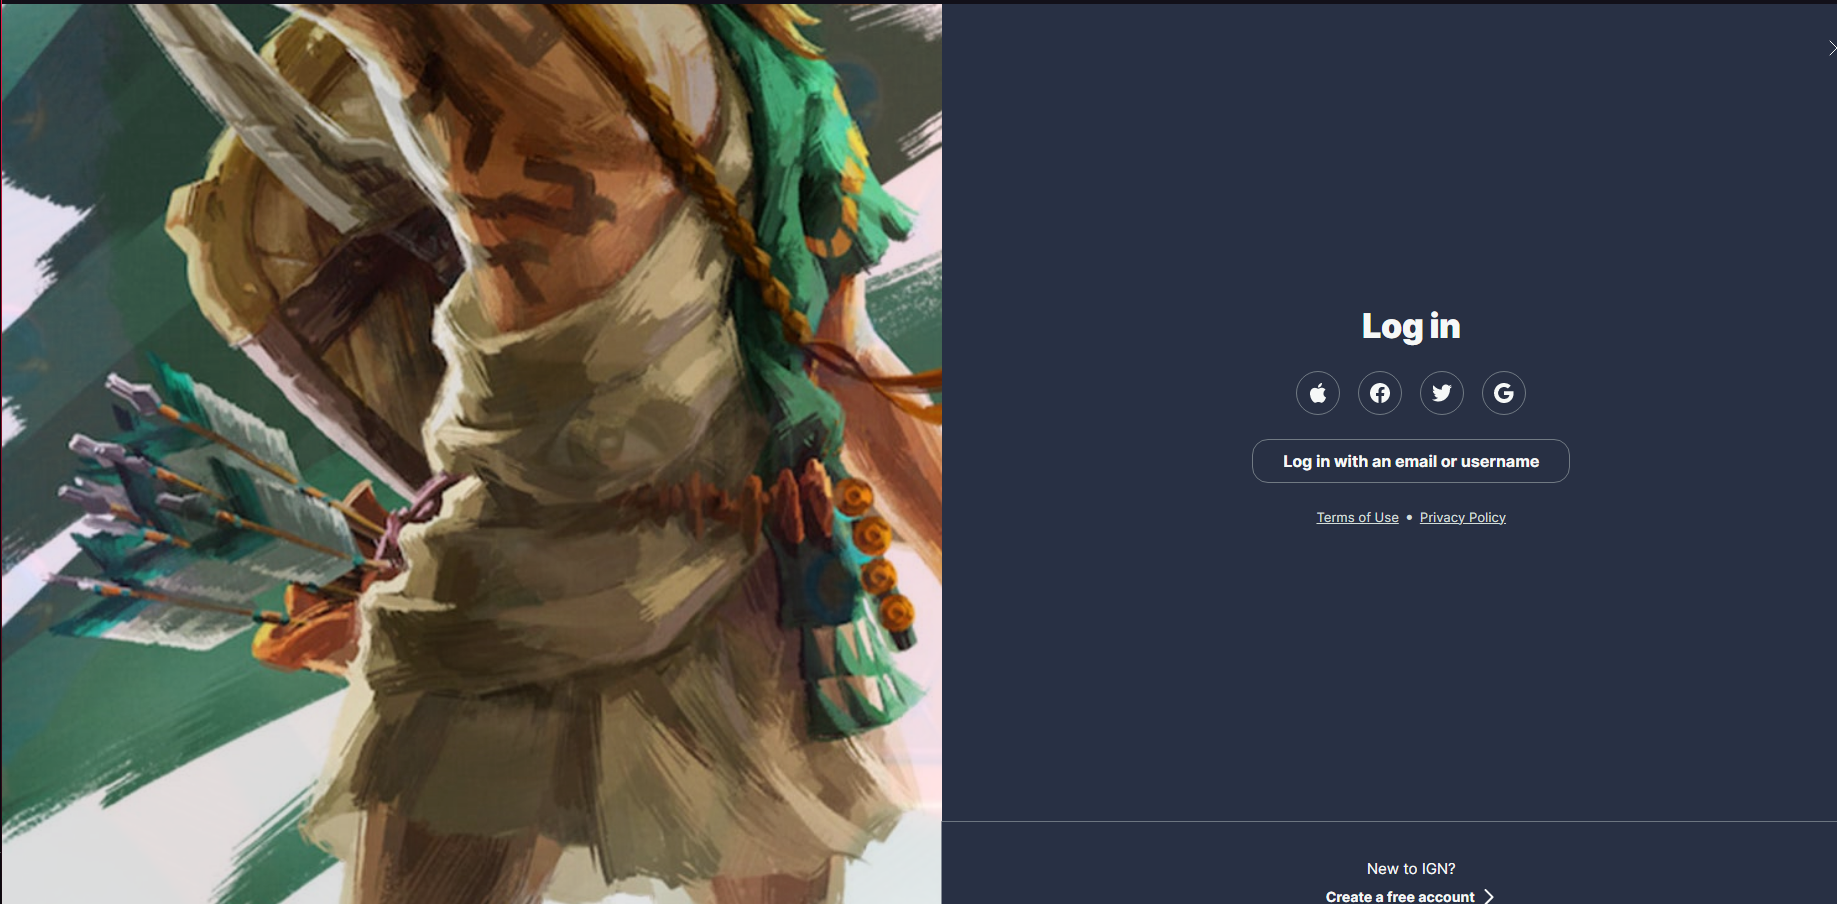 Log in
Log in with an email or username
Terms of Use • Privacy Policy
New to IGN?
Create a free account